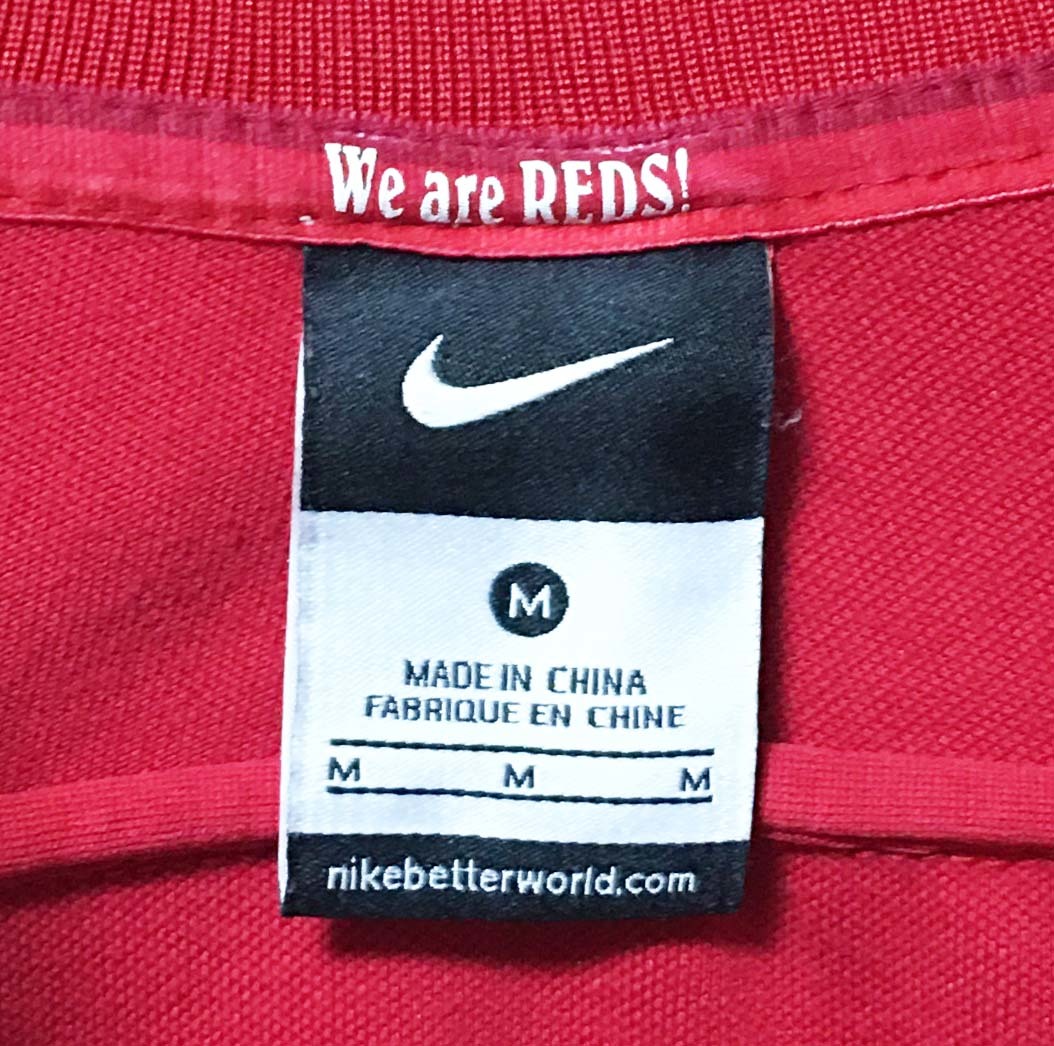 We are REDS!
M
MADE IN CHINA
FABRIQUE EN CHINE
M M M
nikebetterworld.com